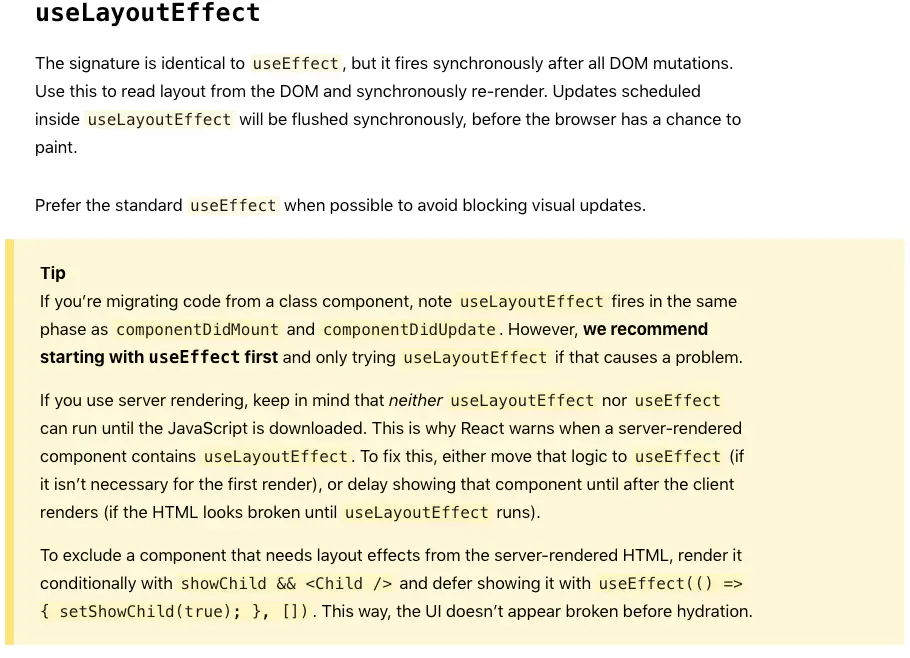 useLayoutEffect
The signature is identical to useEffect, but it fires synchronously after all DOM mutations.
Use this to read layout from the DOM and synchronously re-render. Updates scheduled
inside useLayoutEffect will be flushed synchronously, before the browser has a chance to
paint.
Prefer the standard useEffect when possible to avoid blocking visual updates.
Tip
If you’re migrating code from a class component, note useLayoutEffect fires in the same
phase as componentDidMount and componentDidUpdate. However, we recommend
starting with useEffect first and only trying useLayoutEffect if that causes a problem.
If you use server rendering, keep in mind that neither useLayoutEffect nor useEffect
can run until the JavaScript is downloaded. This is why React warns when a server-rendered
component contains useLayoutEffect. To fix this, either move that logic to useEffect (if
it isn’t necessary for the first render), or delay showing that component until after the client
renders (if the HTML looks broken until useLayoutEffect runs).
To exclude a component that needs layout effects from the server-rendered HTML, render it
conditionally with showChild && <Child /> and defer showing it with useEffect(() =>
{ setShowChild(true); }, []). This way, the UI doesn’t appear broken before hydration.